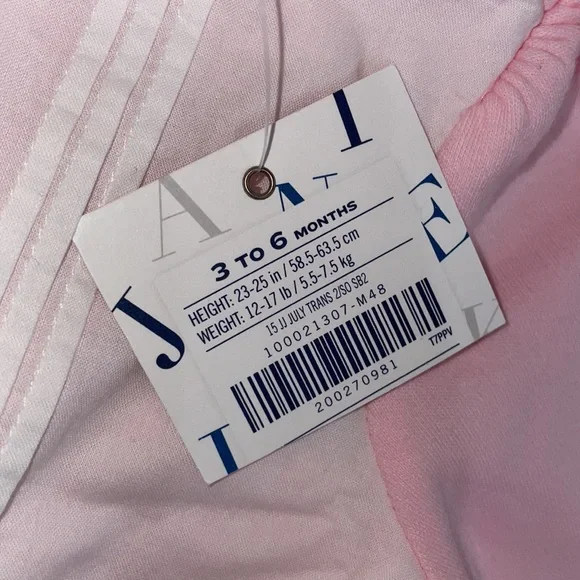 3 TO 6 MONTHS
HEIGHT: 23-25 in / 58.5-63.5 cm
WEIGHT: 12-17 lb / 5.5-7.5 kg
15 JJ JULY TRANS 2/SO SB2
100021307-M48
T7PPV
200270981